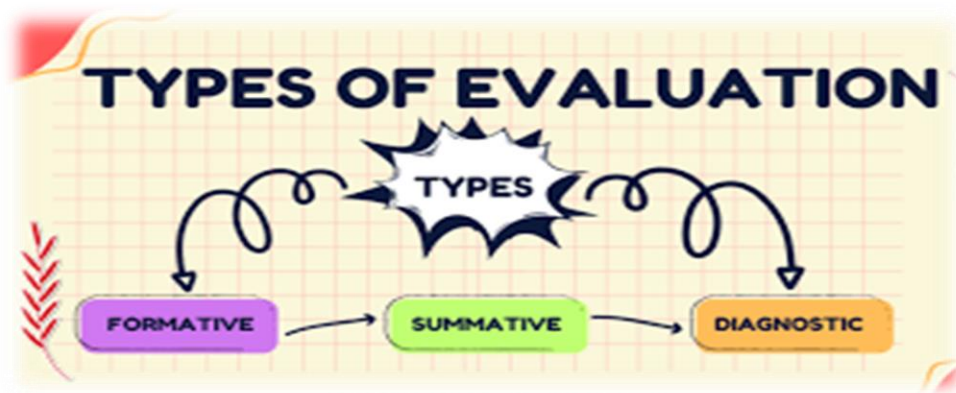 TYPES OF EVALUATION
TYPES
FORMATIVE
SUMMATIVE
DIAGNOSTIC